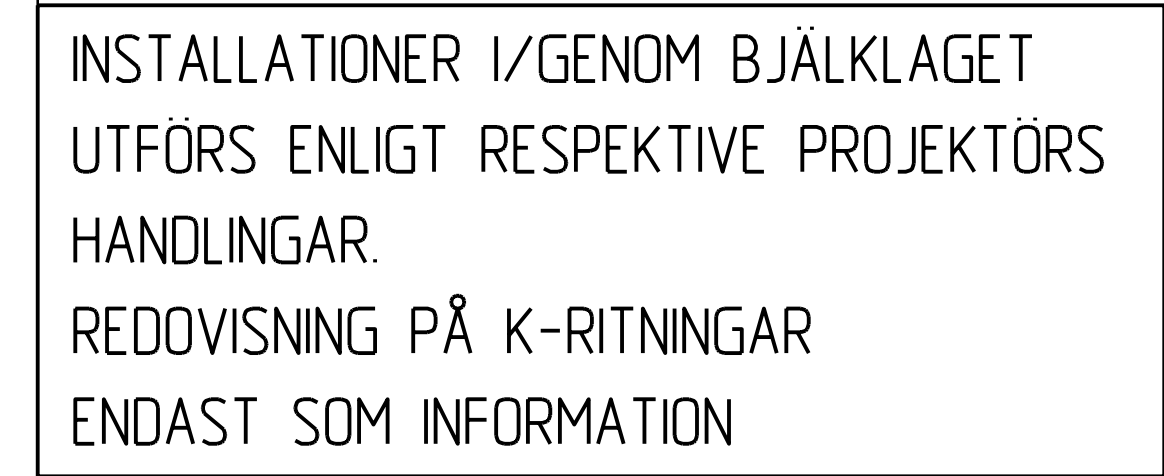 INSTALLATIONER I/GENOM BJÄLKLAGET
UTFÖRS ENLIGT RESPEKTIVE PROJEKTÖRS
HANDLINGAR.
REDOVISNING PÅ K-RITNINGAR
ENDAST SOM INFORMATION